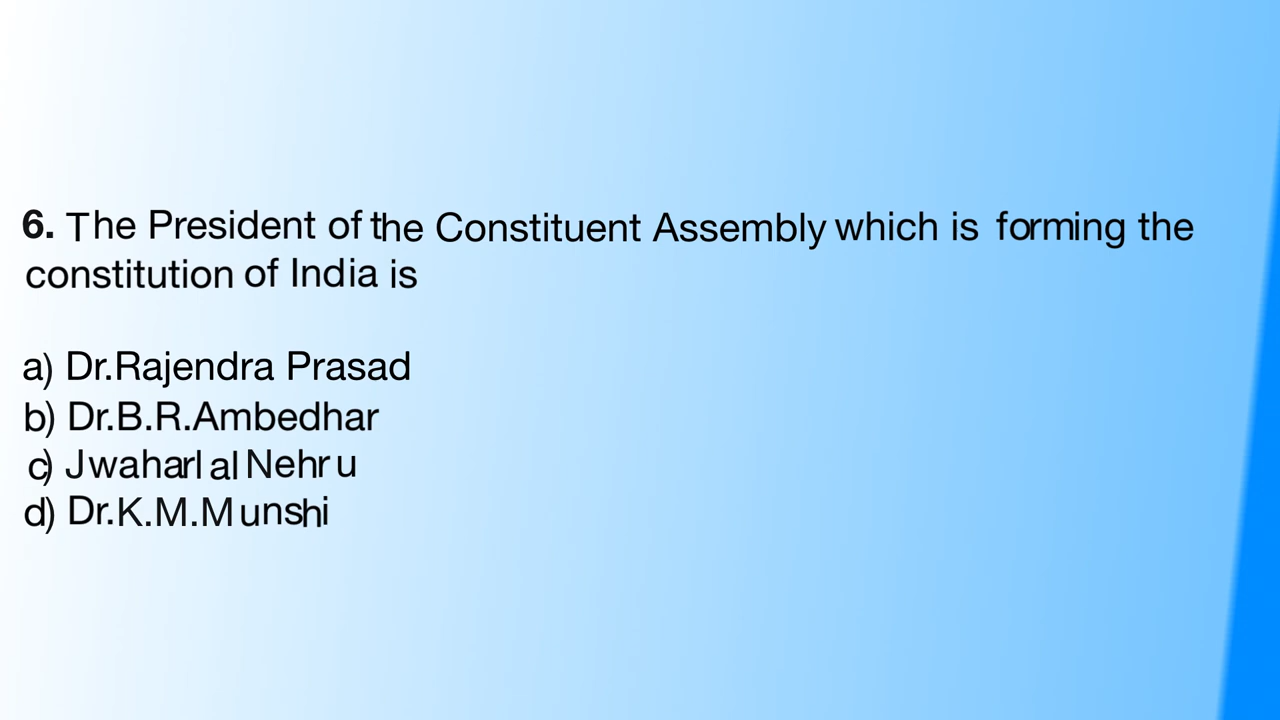 6. The President of the Constituent Assembly which is forming the
constitution of India is
a) Dr.Rajendra Prasad
b) Dr.B.R.Ambedhar
c) Jwaharlal Nehru
d) Dr.K.M.Munshi